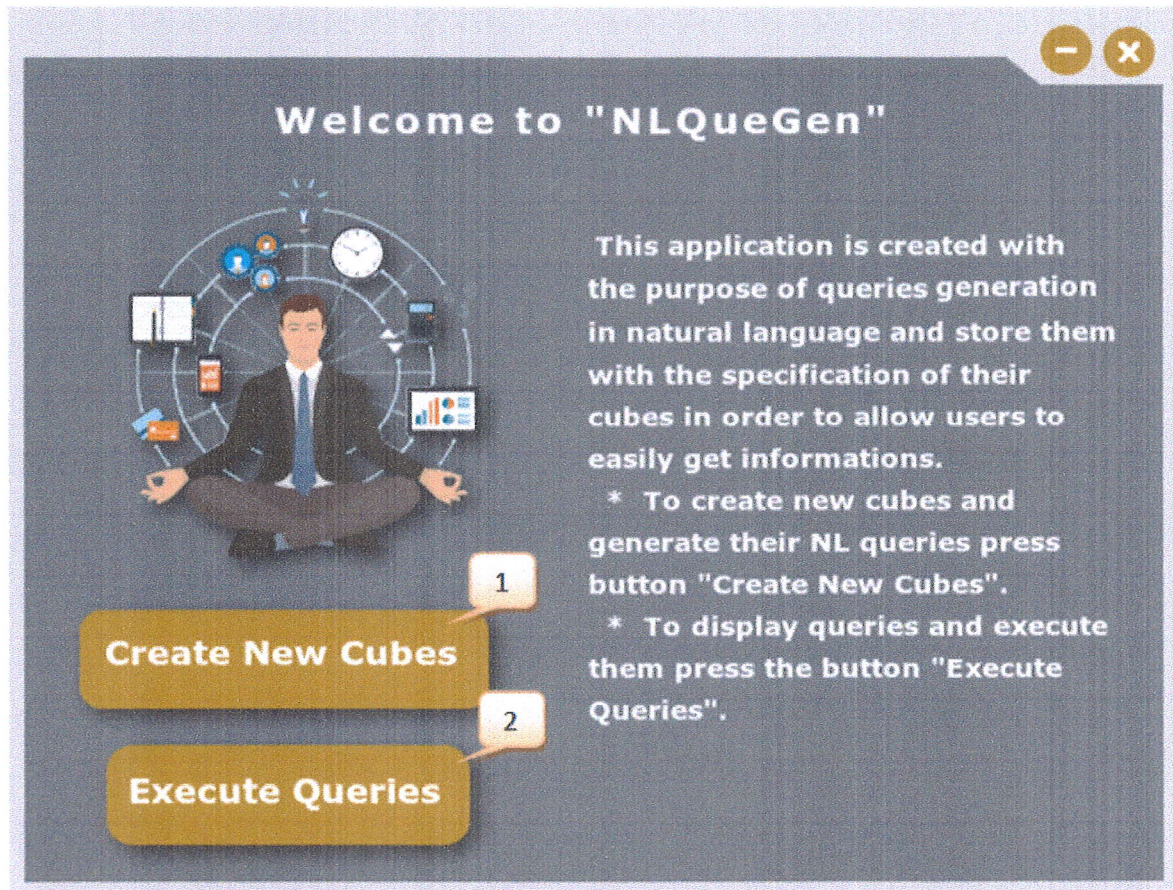 Welcome to "NLQueGen"
This application is created with
the purpose of queries generation
in natural language and store them
with the specification of their
cubes in order to allow users to
easily get informations.
* To create new cubes and
generate their NL queries press
button "Create New Cubes".
* To display queries and execute
them press the button "Execute
Queries".
1
Create New Cubes
2
Execute Queries